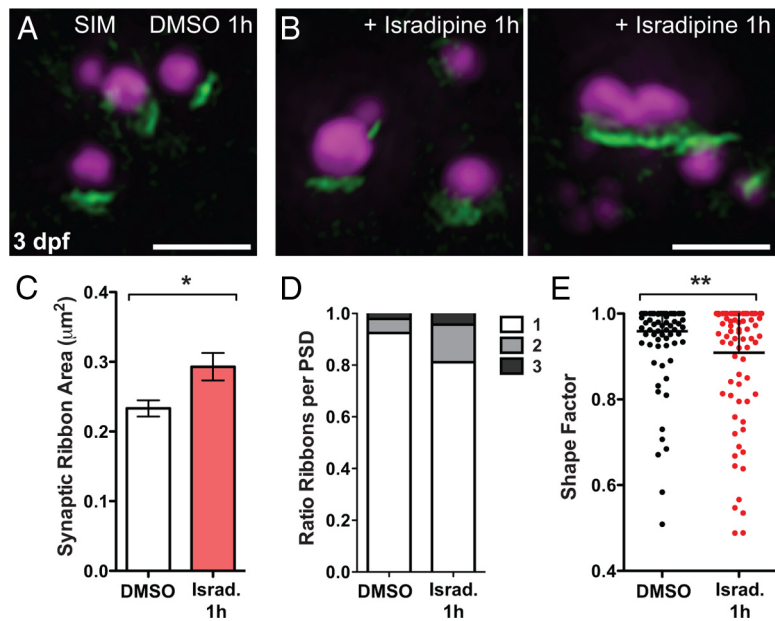 A SIM DMSO 1h
B + Isradipine 1h + Isradipine 1h
3 dpf
C
*
Synaptic Ribbon Area (μm²)
0.4
0.3
0.2
0.1
0.0
DMSO Israd. 1h
D
Ratio Ribbons per PSD
1.0
0.8
0.6
0.4
0.2
0.0
DMSO Israd. 1h
1
2
3
E
**
Shape Factor
1.0
0.8
0.6
0.4
DMSO Israd. 1h